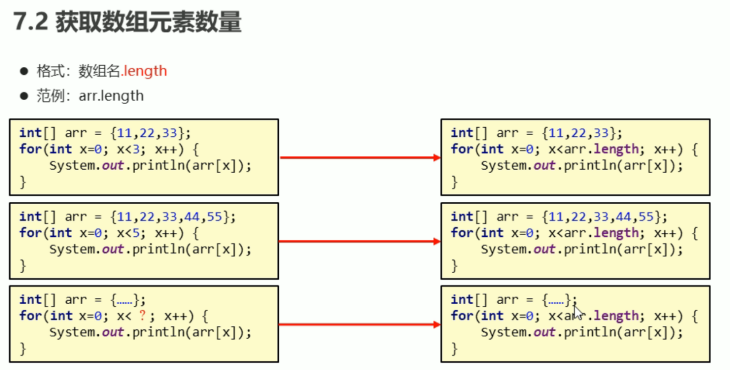 7.2 获取数组元素数量
● 格式：数组名.length
● 范例：arr.length
int[] arr = {11,22,33};
for(int x=0; x<3; x++) {
    System.out.println(arr[x]);
}
int[] arr = {11,22,33};
for(int x=0; x<arr.length; x++) {
    System.out.println(arr[x]);
}
int[] arr = {11,22,33,44,55};
for(int x=0; x<5; x++) {
    System.out.println(arr[x]);
}
int[] arr = {11,22,33,44,55};
for(int x=0; x<arr.length; x++) {
    System.out.println(arr[x]);
}
int[] arr = {……};
for(int x=0; x< ？; x++) {
    System.out.println(arr[x]);
}
int[] arr = {……};
for(int x=0; x<arr.length; x++) {
    System.out.println(arr[x]);
}